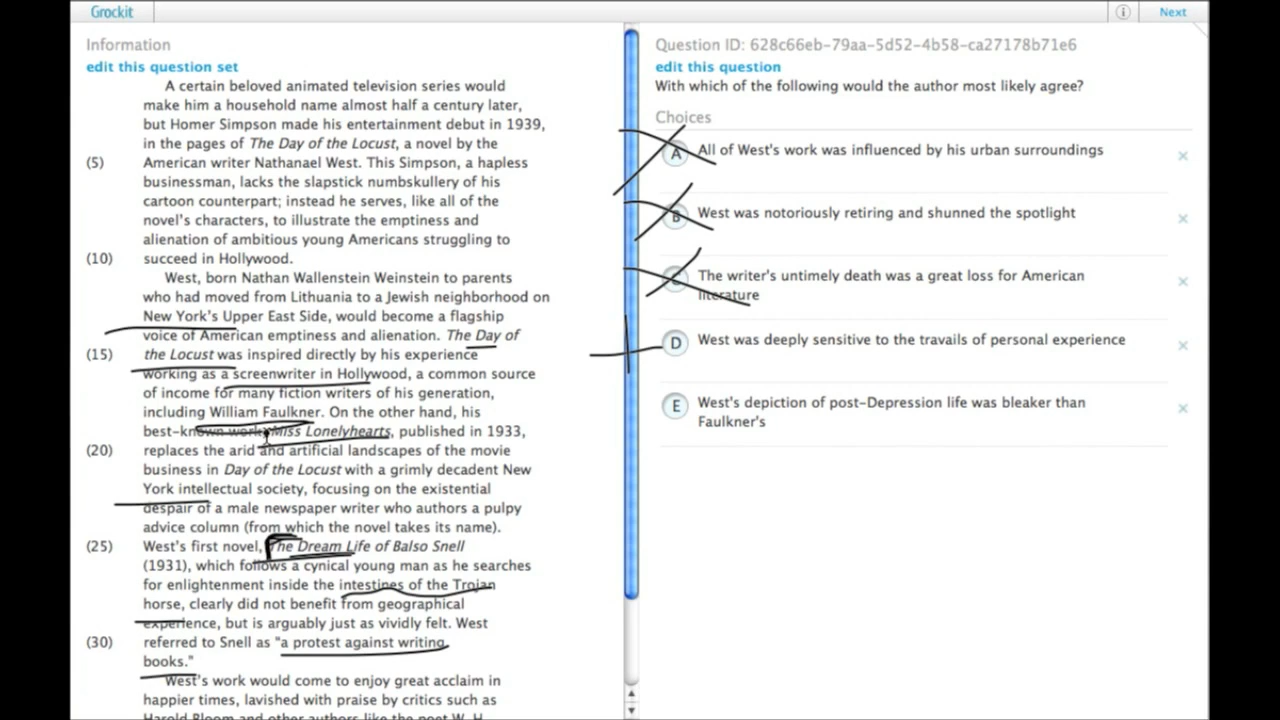 Grockit
Next
Information
edit this question set
A certain beloved animated television series would
make him a household name almost half a century later,
but Homer Simpson made his entertainment debut in 1939,
in the pages of The Day of the Locust, a novel by the
(5) American writer Nathanael West. This Simpson, a hapless
businessman, lacks the slapstick numbskullery of his
cartoon counterpart; instead he serves, like all of the
novel's characters, to illustrate the emptiness and
alienation of ambitious young Americans struggling to
(10) succeed in Hollywood.
West, born Nathan Wallenstein Weinstein to parents
who had moved from Lithuania to a Jewish neighborhood on
New York's Upper East Side, would become a flagship
voice of American emptiness and alienation. The Day of
(15) the Locust was inspired directly by his experience
working as a screenwriter in Hollywood, a common source
of income for many fiction writers of his generation,
including William Faulkner. On the other hand, his
best-known work, Miss Lonelyhearts, published in 1933,
(20) replaces the arid and artificial landscapes of the movie
business in Day of the Locust with a grimly decadent New
York intellectual society, focusing on the existential
despair of a male newspaper writer who authors a pulpy
advice column (from which the novel takes its name).
(25) West's first novel, The Dream Life of Balso Snell
(1931), which follows a cynical young man as he searches
for enlightenment inside the intestines of the Trojan
horse, clearly did not benefit from geographical
experience, but is arguably just as vividly felt. West
(30) referred to Snell as "a protest against writing
books."
West's work would come to enjoy great acclaim in
happier times, lavished with praise by critics such as
Harold Bloom and other authors like the poet W. H.
Question ID: 628c66eb-79aa-5d52-4b58-ca27178b71e6
edit this question
With which of the following would the author most likely agree?
Choices
A All of West's work was influenced by his urban surroundings
B West was notoriously retiring and shunned the spotlight
C The writer's untimely death was a great loss for American
literature
D West was deeply sensitive to the travails of personal experience
E West's depiction of post-Depression life was bleaker than
Faulkner's